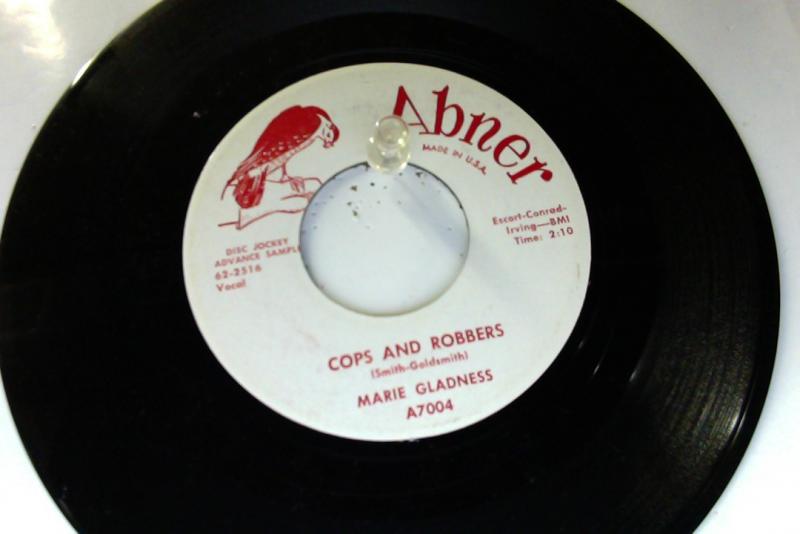 Abner
MADE IN U.S.A.
Escort-Conrad-
Irving—BMI
Time: 2:10
DISC JOCKEY
ADVANCE SAMPLE
62-2516
Vocal
COPS AND ROBBERS
(Smith-Goldsmith)
MARIE GLADNESS
A7004